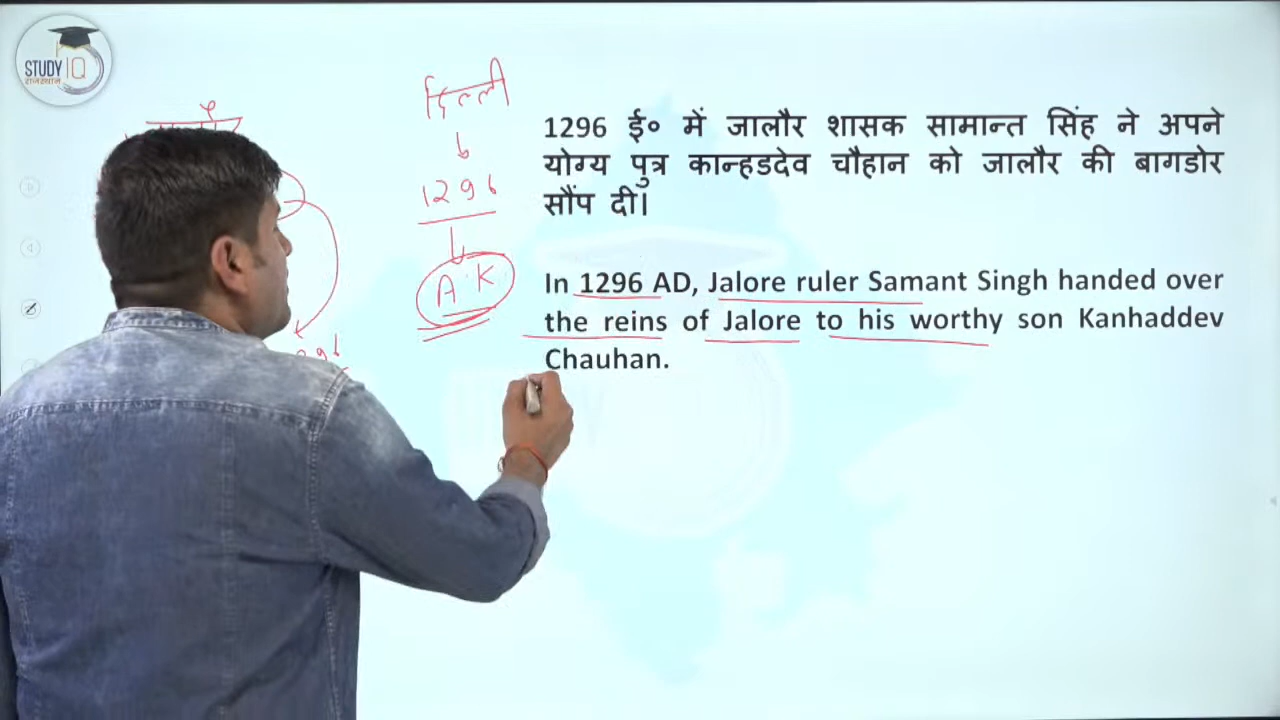 STUDY IQ
राजस्थान
दिल्ली
1296
A K
1296 ई० में जालौर शासक सामान्त सिंह ने अपने
योग्य पुत्र कान्हडदेव चौहान को जालौर की बागडोर
सौंप दी।
In 1296 AD, Jalore ruler Samant Singh handed over
the reins of Jalore to his worthy son Kanhaddev
Chauhan.